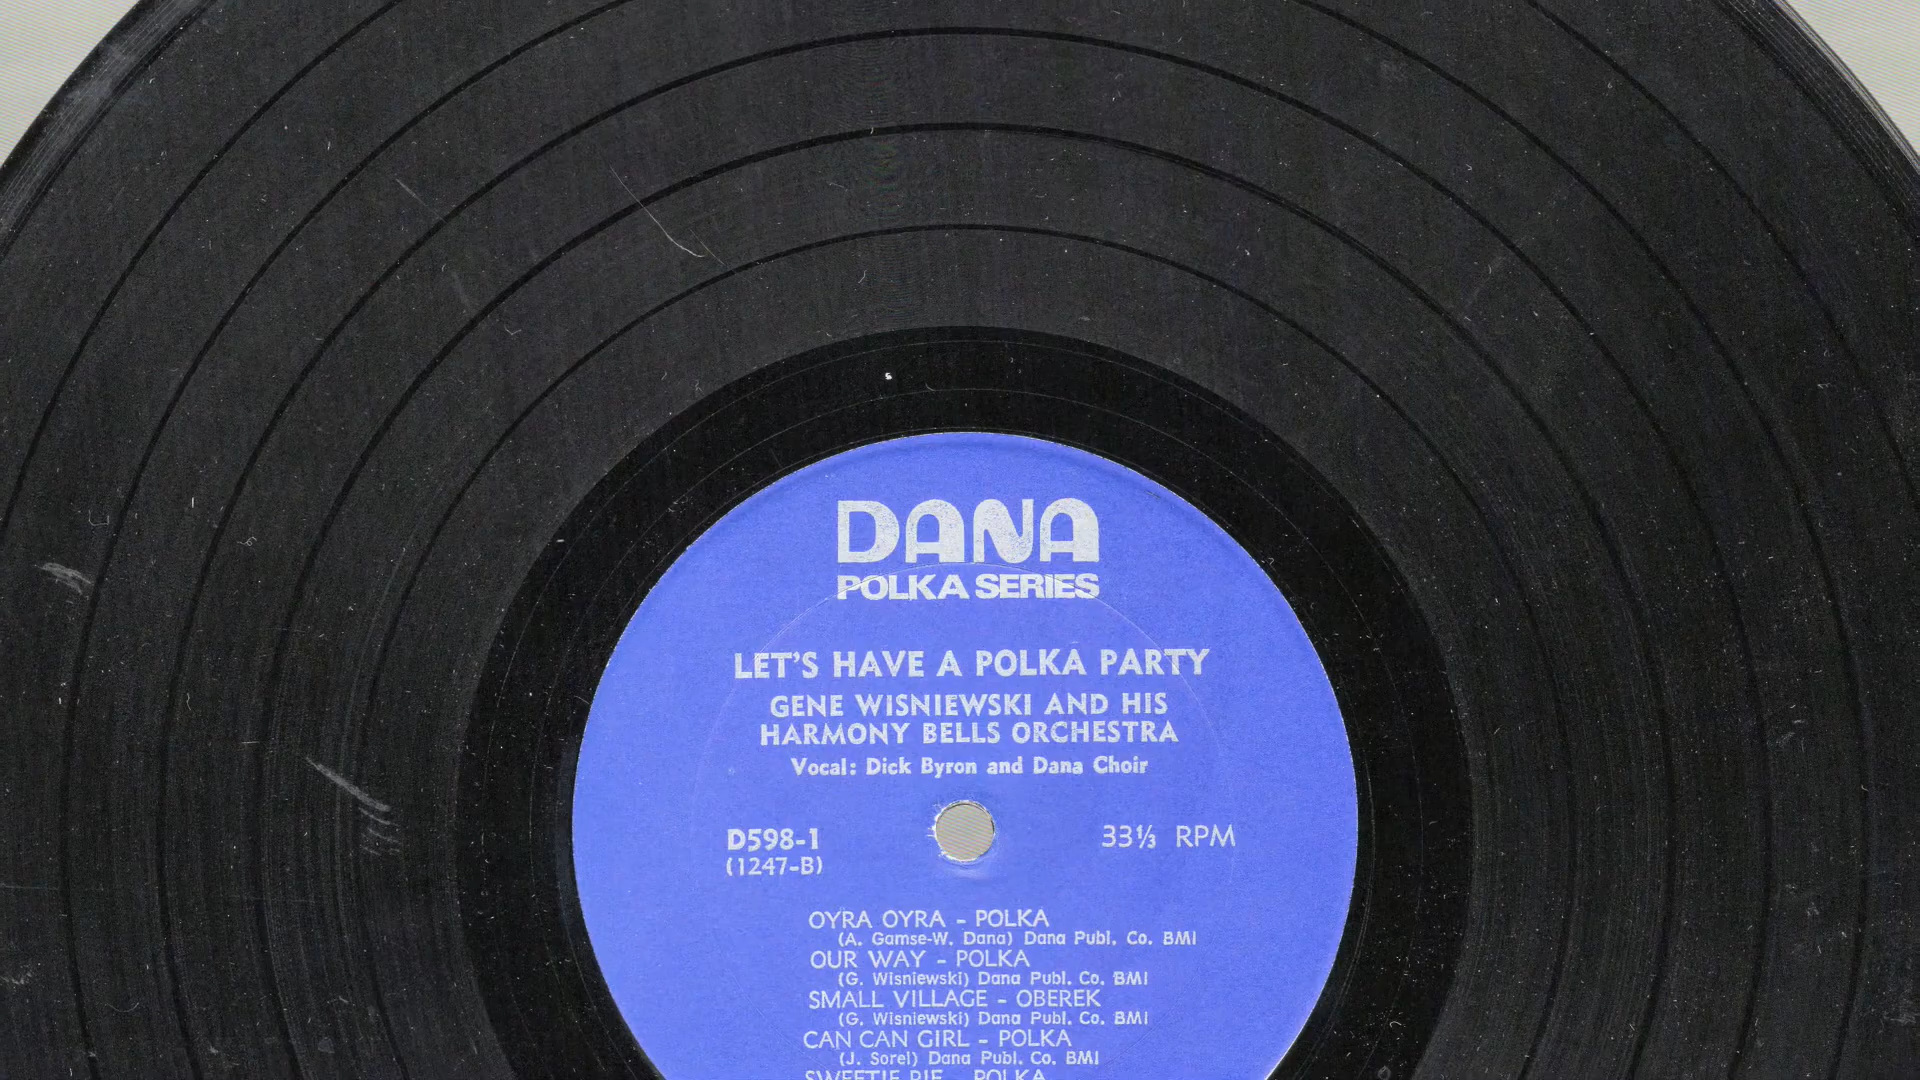 DANA
POLKA SERIES
LET'S HAVE A POLKA PARTY
GENE WISNIEWSKI AND HIS
HARMONY BELLS ORCHESTRA
Vocal: Dick Byron and Dana Choir
D598-1
33⅓ RPM
(1247-B)
OYRA OYRA - POLKA
(A. Gamse-W. Dana) Dana Publ. Co. BMI
OUR WAY - POLKA
(G. Wisniewski) Dana Publ. Co. BMI
SMALL VILLAGE - OBEREK
(G. Wisniewski) Dana Publ. Co. BMI
CAN CAN GIRL - POLKA
(J. Sorel) Dana Publ. Co. BMI
SWEETIE PIE - POLKA